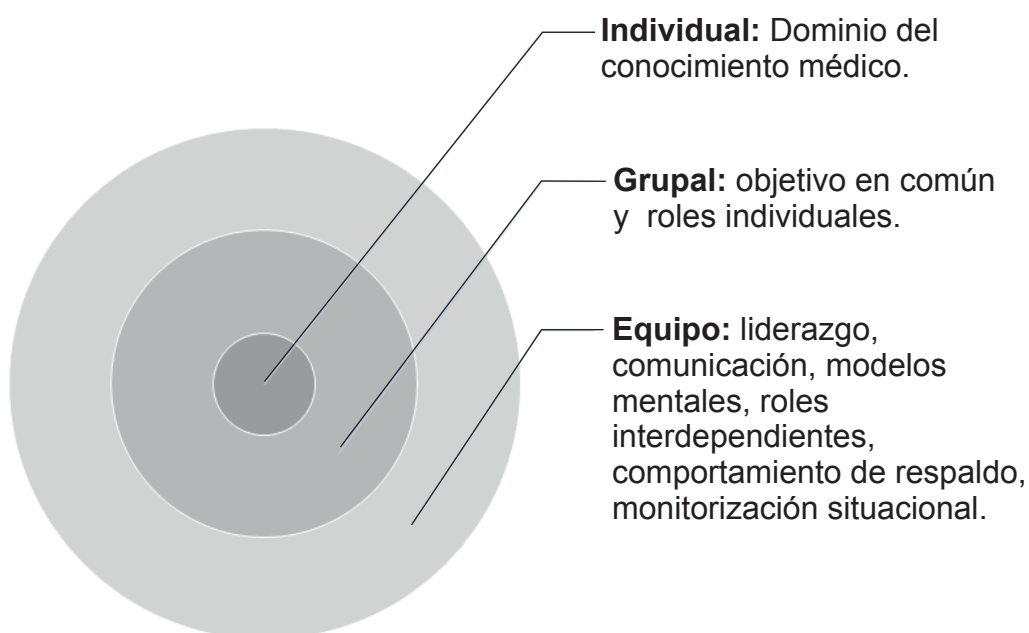 Individual: Dominio del
conocimiento médico.
Grupal: objetivo en común
y roles individuales.
Equipo: liderazgo,
comunicación, modelos
mentales, roles
interdependientes,
comportamiento de respaldo,
monitorización situacional.